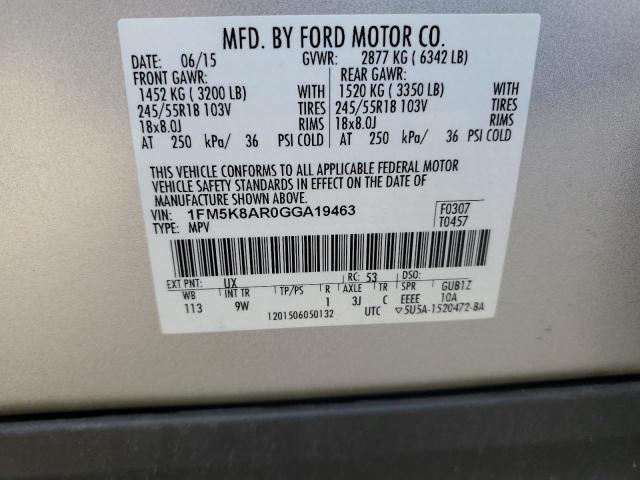 MFD. BY FORD MOTOR CO.
DATE: 06/15 GVWR: 2877 KG ( 6342 LB)
FRONT GAWR: REAR GAWR:
1452 KG ( 3200 LB) WITH 1520 KG ( 3350 LB) WITH
245/55R18 103V TIRES 245/55R18 103V TIRES
18x8.0J RIMS 18x8.0J RIMS
AT 250 kPa/ 36 PSI COLD AT 250 kPa/ 36 PSI COLD
THIS VEHICLE CONFORMS TO ALL APPLICABLE FEDERAL MOTOR
VEHICLE SAFETY STANDARDS IN EFFECT ON THE DATE OF
MANUFACTURE SHOWN ABOVE.
VIN: 1FM5K8AR0GGA19463 F0307
TYPE: MPV T0457
EXT PNT: UX RC: 53 DSO:
WB INT TR TP/PS R AXLE TR SPR GUB1Z
113 9W 1 3J C EEEE 10A
1201506050132 UTC ▽5U5A-1520472-BA